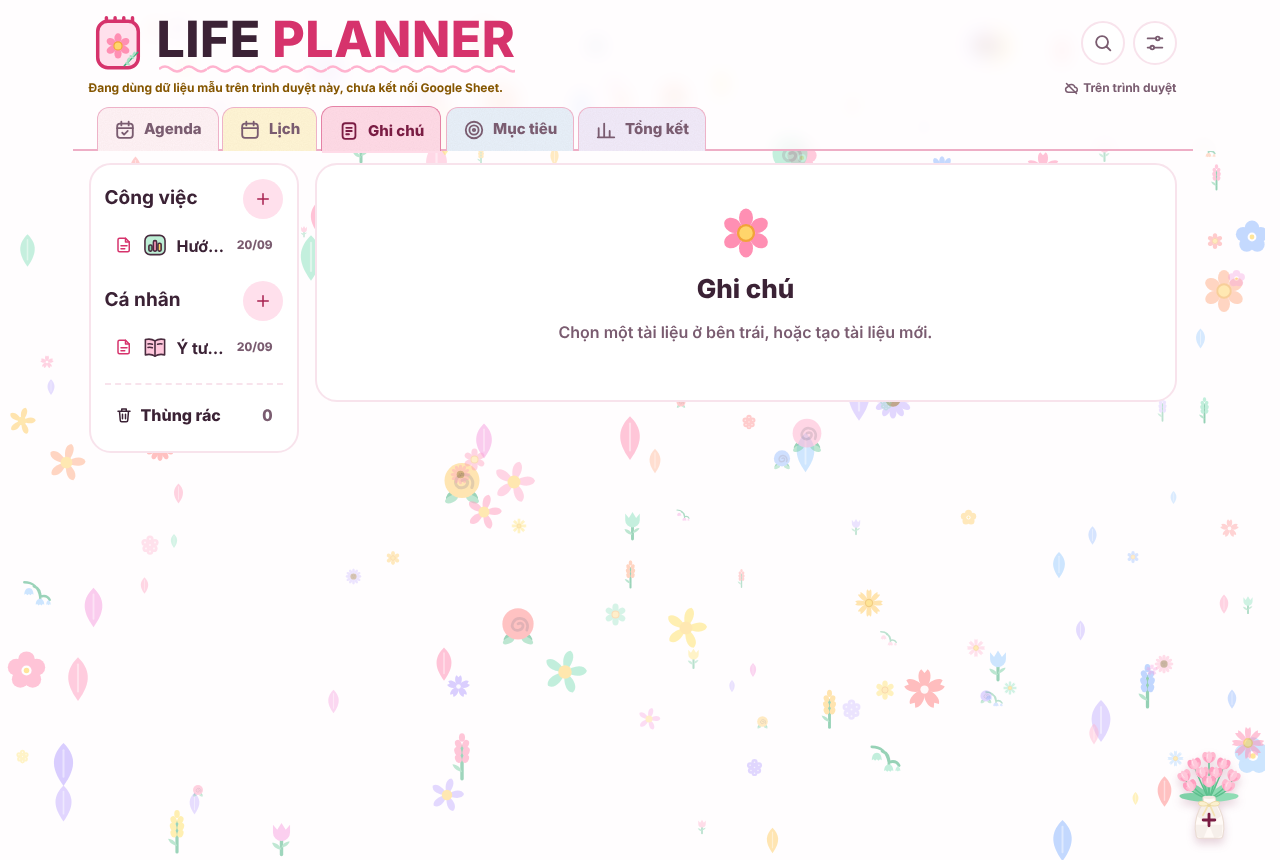 LIFE PLANNER
Đang dùng dữ liệu mẫu trên trình duyệt này, chưa kết nối Google Sheet.
Trên trình duyệt
Agenda
Lịch
Ghi chú
Mục tiêu
Tổng kết
Công việc
Hướ... 20/09
Cá nhân
Ý tư... 20/09
Thùng rác 0
Ghi chú
Chọn một tài liệu ở bên trái, hoặc tạo tài liệu mới.